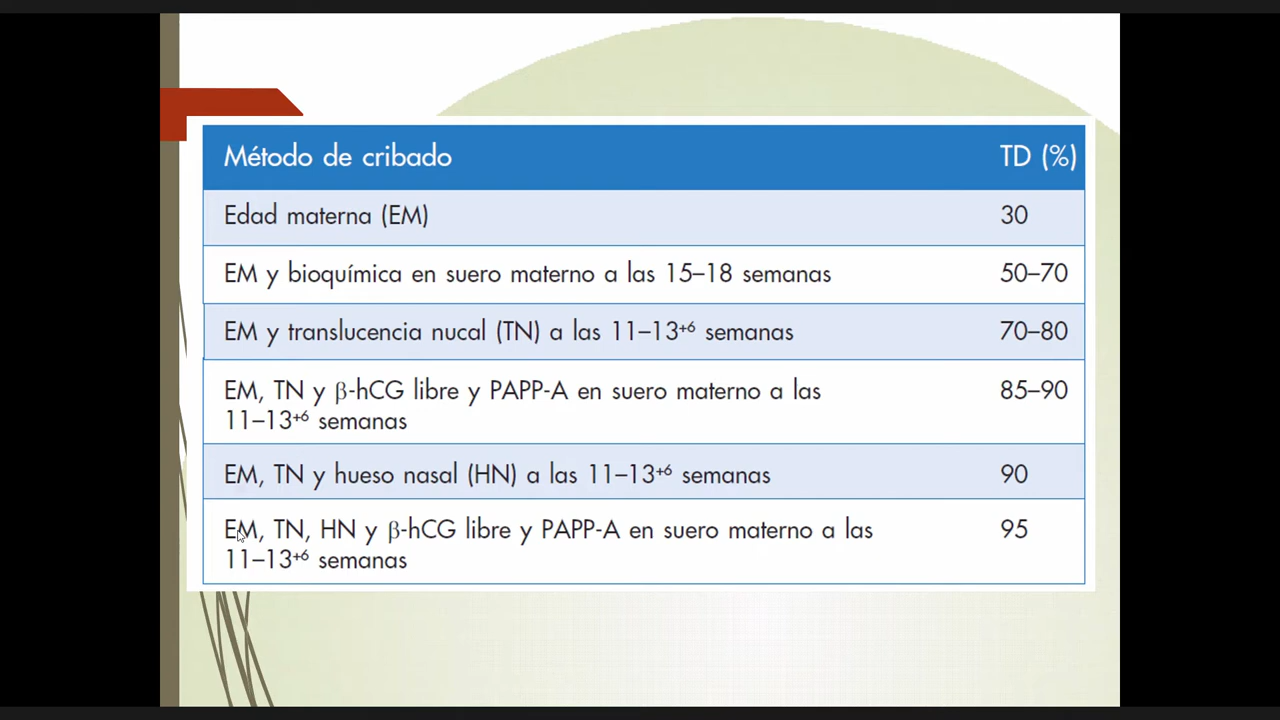 Método de cribado TD (%)
Edad materna (EM) 30
EM y bioquímica en suero materno a las 15–18 semanas 50–70
EM y translucencia nucal (TN) a las 11–13⁺⁶ semanas 70–80
EM, TN y β-hCG libre y PAPP-A en suero materno a las 85–90
11–13⁺⁶ semanas
EM, TN y hueso nasal (HN) a las 11–13⁺⁶ semanas 90
EM, TN, HN y β-hCG libre y PAPP-A en suero materno a las 95
11–13⁺⁶ semanas